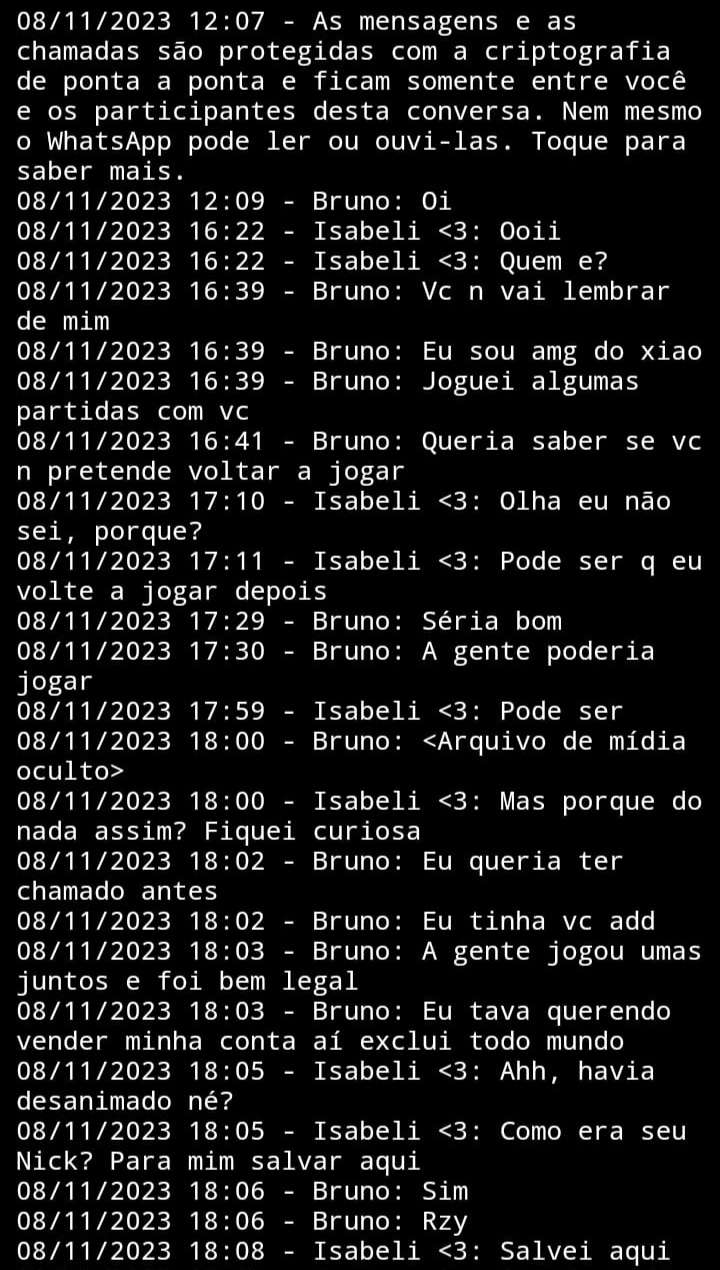 08/11/2023 12:07 - As mensagens e as
chamadas são protegidas com a criptografia
de ponta a ponta e ficam somente entre você
e os participantes desta conversa. Nem mesmo
o WhatsApp pode ler ou ouvi-las. Toque para
saber mais.
08/11/2023 12:09 - Bruno: Oi
08/11/2023 16:22 - Isabeli <3: Ooii
08/11/2023 16:22 - Isabeli <3: Quem e?
08/11/2023 16:39 - Bruno: Vc n vai lembrar
de mim
08/11/2023 16:39 - Bruno: Eu sou amg do xiao
08/11/2023 16:39 - Bruno: Joguei algumas
partidas com vc
08/11/2023 16:41 - Bruno: Queria saber se vc
n pretende voltar a jogar
08/11/2023 17:10 - Isabeli <3: Olha eu não
sei, porque?
08/11/2023 17:11 - Isabeli <3: Pode ser q eu
volte a jogar depois
08/11/2023 17:29 - Bruno: Séria bom
08/11/2023 17:30 - Bruno: A gente poderia
jogar
08/11/2023 17:59 - Isabeli <3: Pode ser
08/11/2023 18:00 - Bruno: <Arquivo de mídia
oculto>
08/11/2023 18:00 - Isabeli <3: Mas porque do
nada assim? Fiquei curiosa
08/11/2023 18:02 - Bruno: Eu queria ter
chamado antes
08/11/2023 18:02 - Bruno: Eu tinha vc add
08/11/2023 18:03 - Bruno: A gente jogou umas
juntos e foi bem legal
08/11/2023 18:03 - Bruno: Eu tava querendo
vender minha conta aí exclui todo mundo
08/11/2023 18:05 - Isabeli <3: Ahh, havia
desanimado né?
08/11/2023 18:05 - Isabeli <3: Como era seu
Nick? Para mim salvar aqui
08/11/2023 18:06 - Bruno: Sim
08/11/2023 18:06 - Bruno: Rzy
08/11/2023 18:08 - Isabeli <3: Salvei aqui